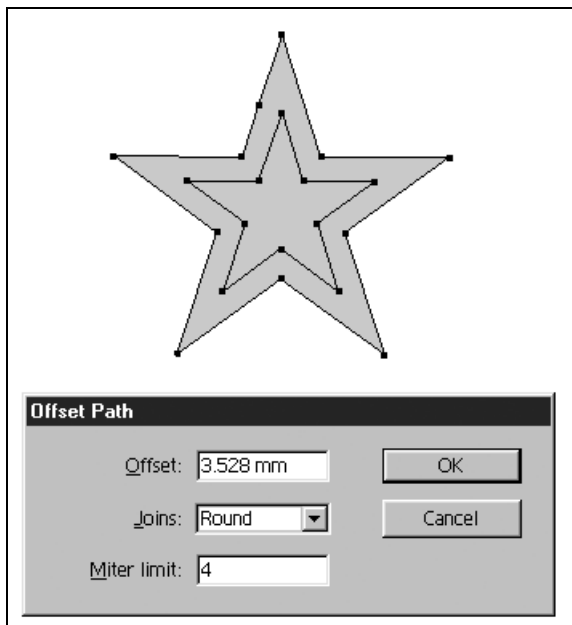 Offset Path
Offset: 3.528 mm OK
Joins: Round Cancel
Miter limit: 4